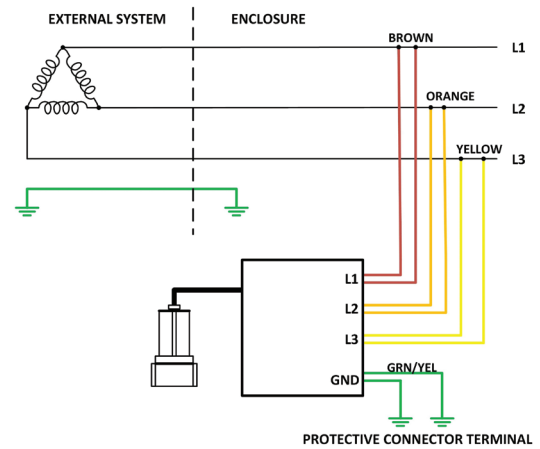 EXTERNAL SYSTEM
ENCLOSURE
BROWN
L1
ORANGE
L2
YELLOW
L3
L1
L2
L3
GRN/YEL
GND
PROTECTIVE CONNECTOR TERMINAL